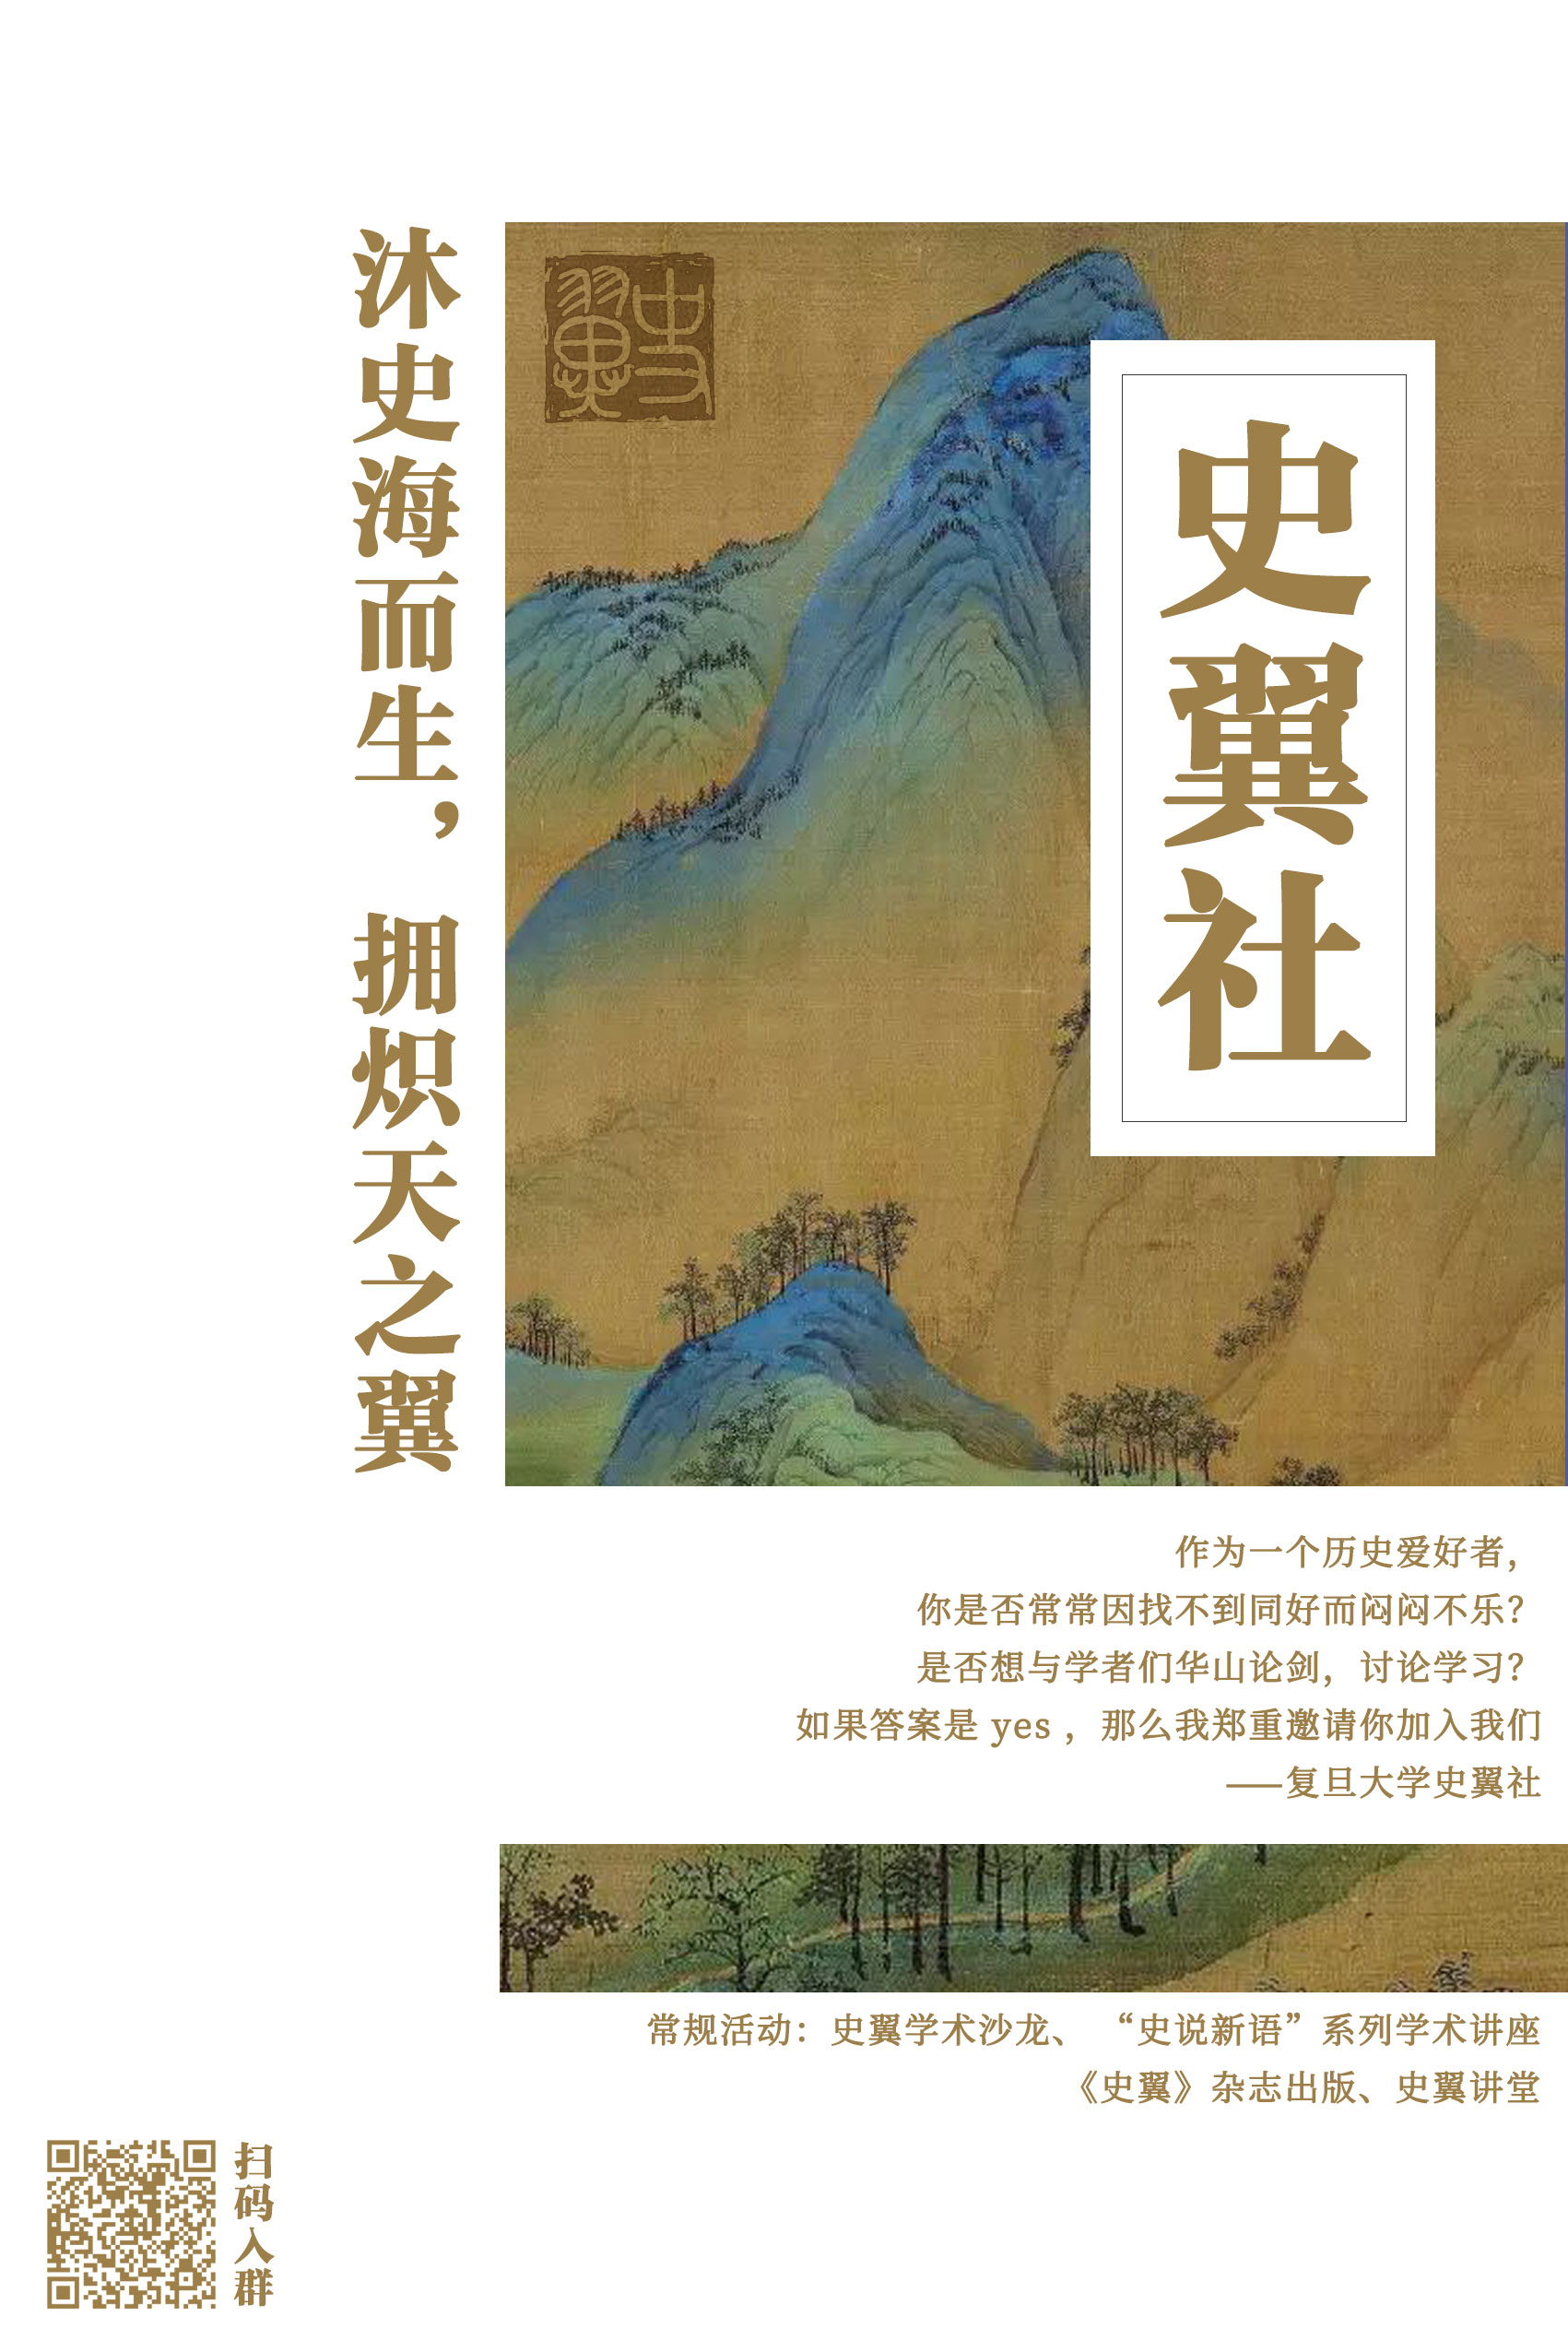 沐史海而生，拥炽天之翼
史翼
史翼社
作为一个历史爱好者，
你是否常常因找不到同好而闷闷不乐？
是否想与学者们华山论剑，讨论学习？
如果答案是 yes ，那么我郑重邀请你加入我们
——复旦大学史翼社
常规活动：史翼学术沙龙、 “史说新语”系列学术讲座
《史翼》杂志出版、史翼讲堂
扫码入群